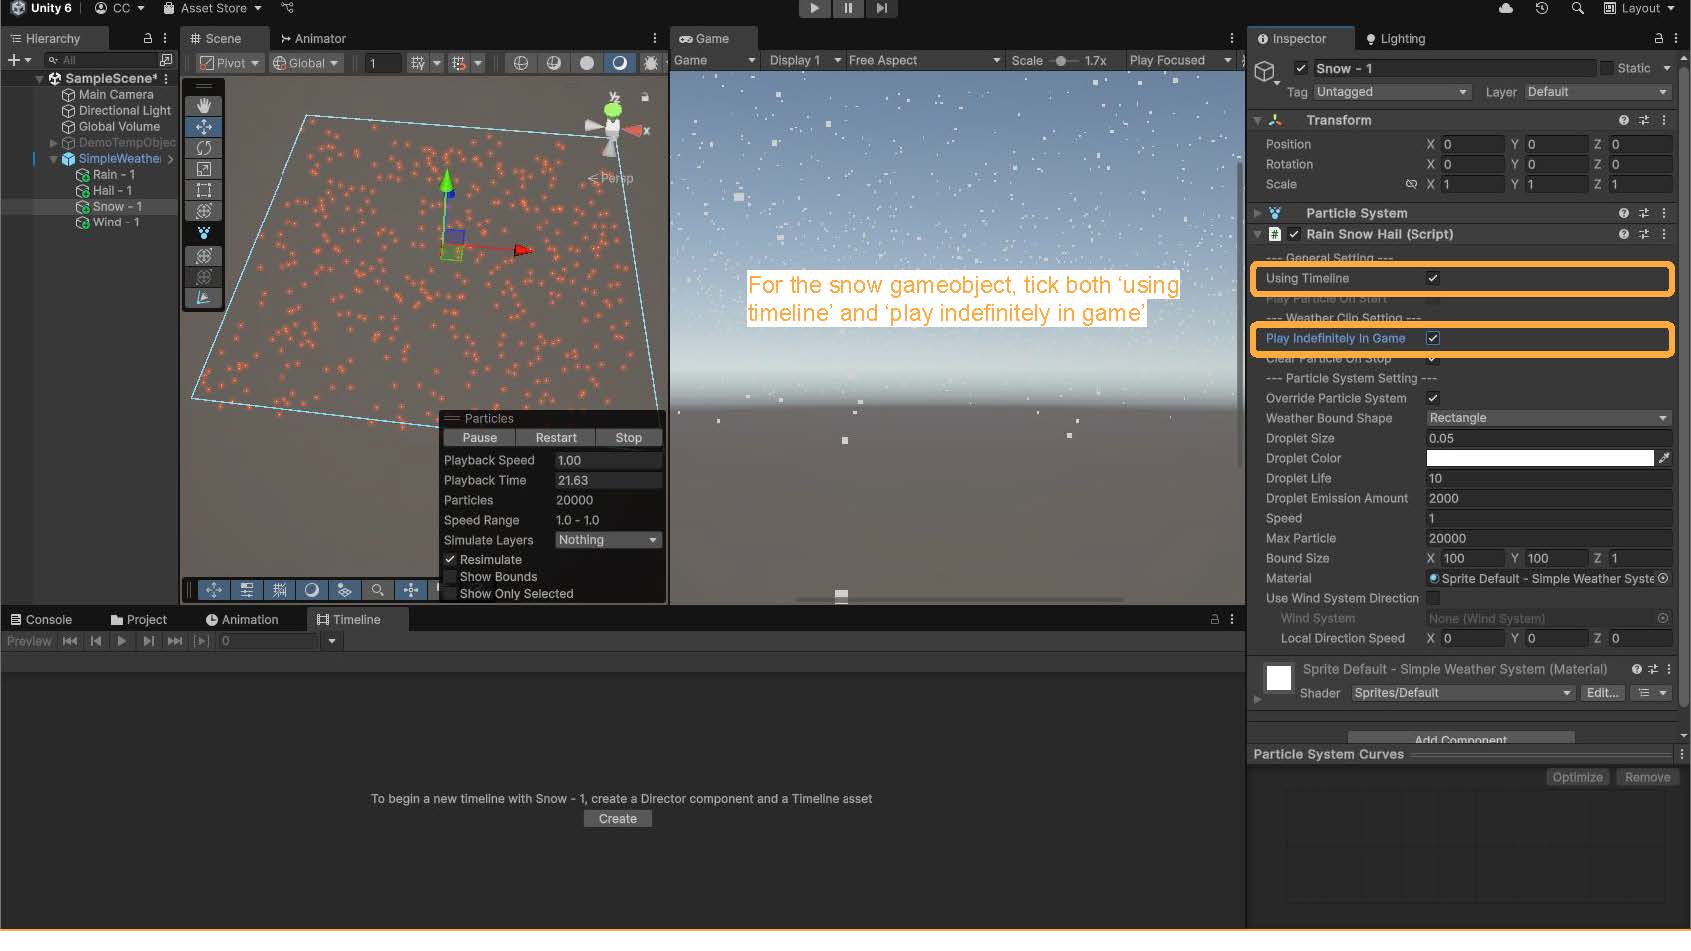 Unity 6 CC Asset Store Layout
Hierarchy
All
SampleScene*
Main Camera
Directional Light
Global Volume
DemoTempObjec
SimpleWeather
Rain - 1
Hail - 1
Snow - 1
Wind - 1
Scene Animator
Pivot Global 1
y
z
x
Persp
Particles
Pause Restart Stop
Playback Speed 1.00
Playback Time 21.63
Particles 20000
Speed Range 1.0 - 1.0
Simulate Layers Nothing
Resimulate
Show Bounds
Show Only Selected
Game
Game Display 1 Free Aspect Scale 1.7x Play Focused
For the snow gameobject, tick both ‘using
timeline’ and ‘play indefinitely in game’
Console Project Animation Timeline
Preview 0
To begin a new timeline with Snow - 1, create a Director component and a Timeline asset
Create
Inspector Lighting
Snow - 1 Static
Tag Untagged Layer Default
Transform
Position X 0 Y 0 Z 0
Rotation X 0 Y 0 Z 0
Scale X 1 Y 1 Z 1
Particle System
# Rain Snow Hail (Script)
--- General Setting ---
Using Timeline
Play Particle On Start
--- Weather Clip Setting ---
Play Indefinitely In Game
Clear Particle On Stop
--- Particle System Setting ---
Override Particle System
Weather Bound Shape Rectangle
Droplet Size 0.05
Droplet Color
Droplet Life 10
Droplet Emission Amount 2000
Speed 1
Max Particle 20000
Bound Size X 100 Y 100 Z 1
Material Sprite Default - Simple Weather Syste
Use Wind System Direction
Wind System None (Wind System)
Local Direction Speed X 0 Y 0 Z 0
Sprite Default - Simple Weather System (Material)
Shader Sprites/Default Edit...
Add Component
Particle System Curves
Optimize Remove